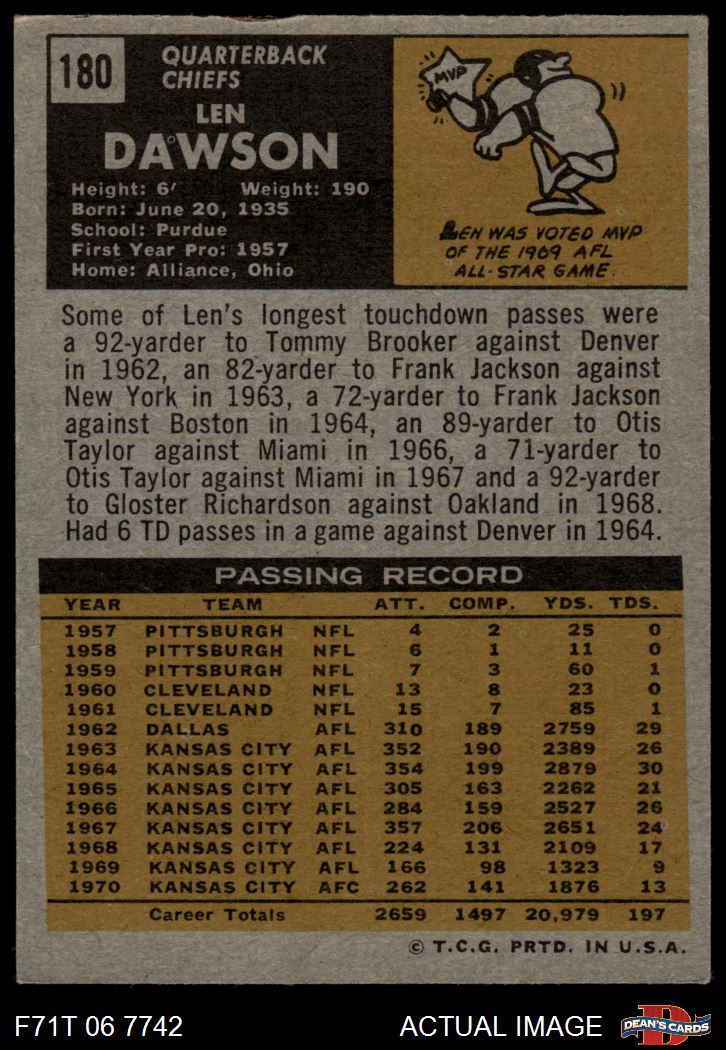 180
QUARTERBACK
CHIEFS
LEN
DAWSON
Height: 6' Weight: 190
Born: June 20, 1935
School: Purdue
First Year Pro: 1957
Home: Alliance, Ohio
MVP
LEN WAS VOTED MVP
OF THE 1969 AFL
ALL-STAR GAME.
Some of Len's longest touchdown passes were
a 92-yarder to Tommy Brooker against Denver
in 1962, an 82-yarder to Frank Jackson against
New York in 1963, a 72-yarder to Frank Jackson
against Boston in 1964, an 89-yarder to Otis
Taylor against Miami in 1966, a 71-yarder to
Otis Taylor against Miami in 1967 and a 92-yarder
to Gloster Richardson against Oakland in 1968.
Had 6 TD passes in a game against Denver in 1964.
PASSING RECORD
YEAR TEAM ATT. COMP. YDS. TDS.
1957 PITTSBURGH NFL 4 2 25 0
1958 PITTSBURGH NFL 6 1 11 0
1959 PITTSBURGH NFL 7 3 60 1
1960 CLEVELAND NFL 13 8 23 0
1961 CLEVELAND NFL 15 7 85 1
1962 DALLAS AFL 310 189 2759 29
1963 KANSAS CITY AFL 352 190 2389 26
1964 KANSAS CITY AFL 354 199 2879 30
1965 KANSAS CITY AFL 305 163 2262 21
1966 KANSAS CITY AFL 284 159 2527 26
1967 KANSAS CITY AFL 357 206 2651 24
1968 KANSAS CITY AFL 224 131 2109 17
1969 KANSAS CITY AFL 166 98 1323 9
1970 KANSAS CITY AFC 262 141 1876 13
Career Totals 2659 1497 20,979 197
© T.C.G. PRTD. IN U.S.A.
F71T 06 7742 ACTUAL IMAGE
D
DEAN'S CARDS